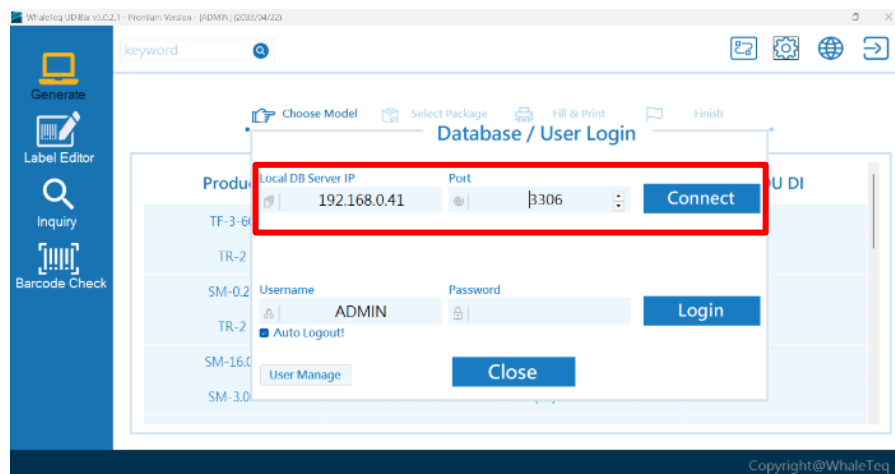 WhaleTeq UDIBar v5.0.2.1 - Premium Version - [ADMIN] (2033/04/22)
keyword
Generate
Label Editor
Inquiry
Barcode Check
Choose Model Select Package Fill & Print Finish
Database / User Login
Local DB Server IP Port
192.168.0.41 3306 Connect
Username Password
ADMIN Login
Auto Logout!
User Manage Close
Produ U DI
TF-3-6
TR-2
SM-0.2
TR-2
SM-16.0
SM-3.0
Copyright@WhaleTeq